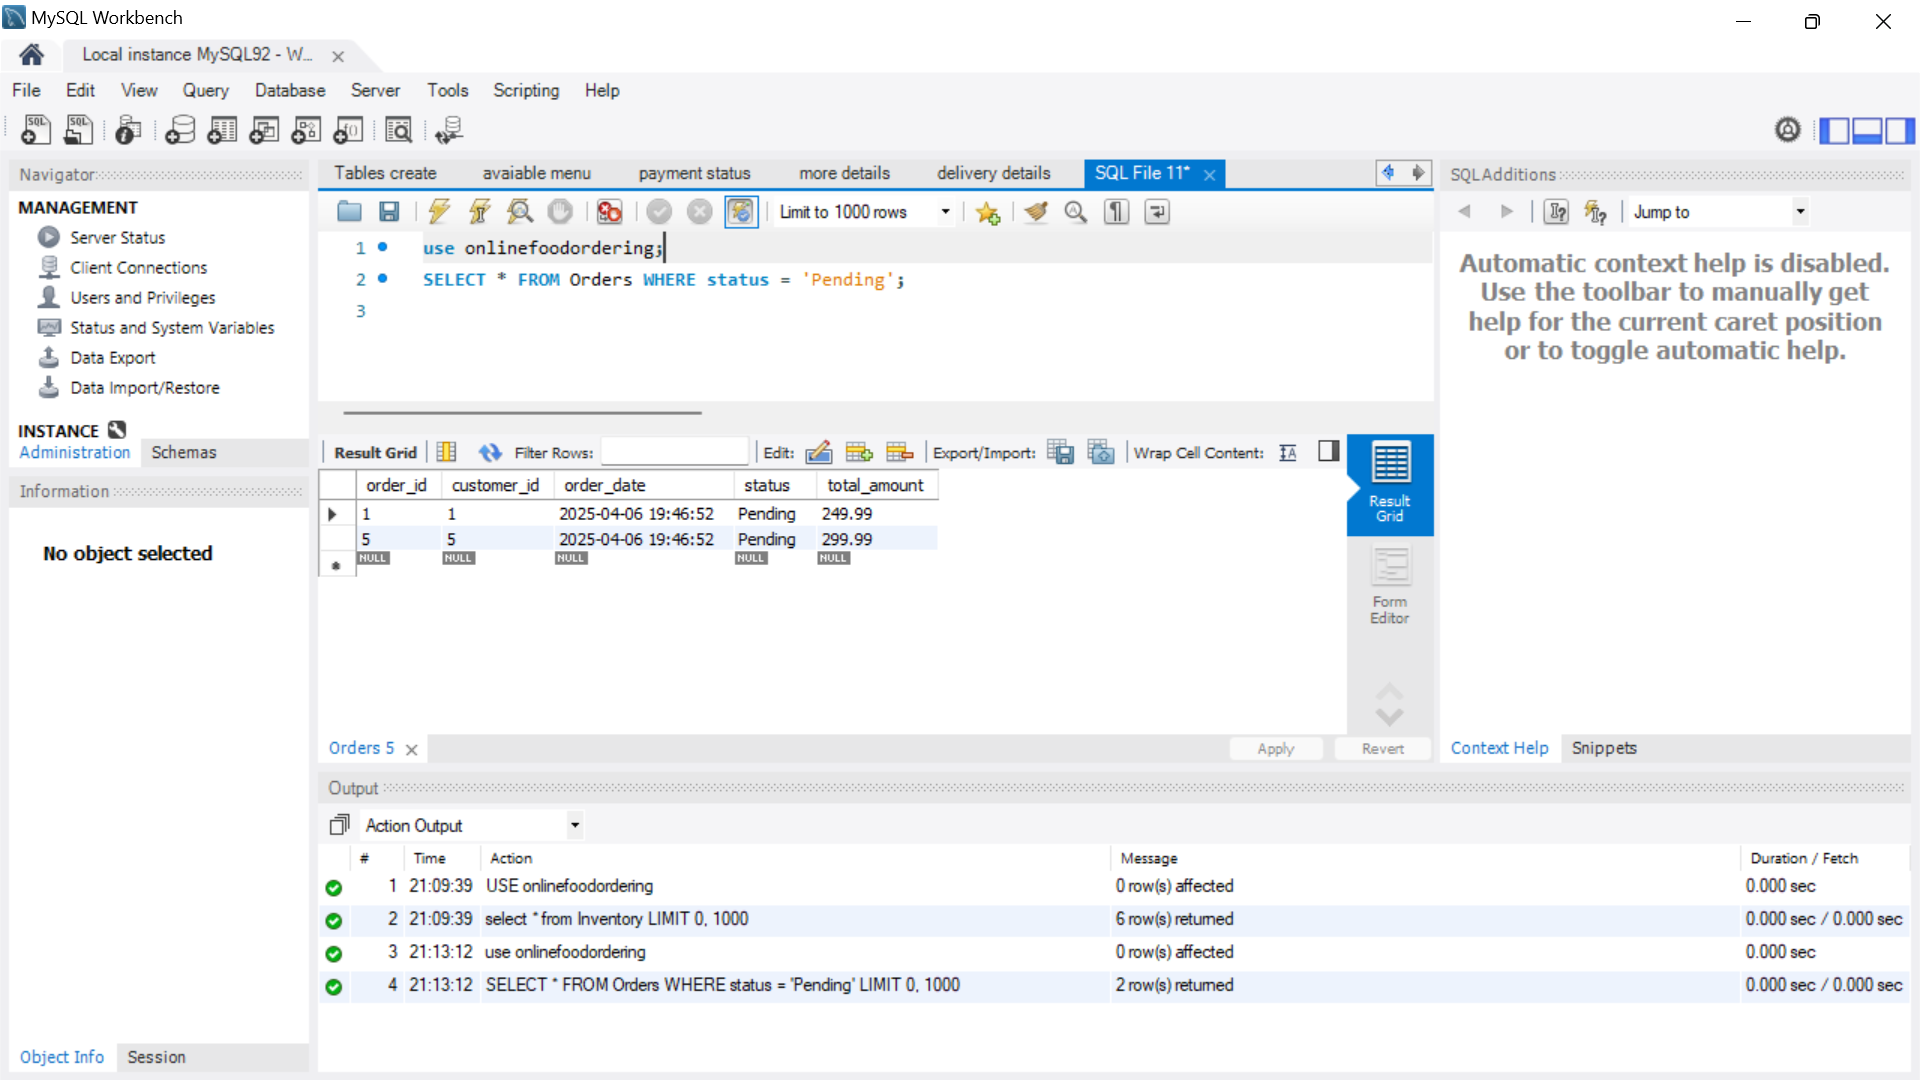 MySQL Workbench
Local instance MySQL92 - W...
File Edit View Query Database Server Tools Scripting Help
Navigator
MANAGEMENT
Server Status
Client Connections
Users and Privileges
Status and System Variables
Data Export
Data Import/Restore
INSTANCE
Administration Schemas
Information
No object selected
Object Info Session
Tables create avaiable menu payment status more details delivery details SQL File 11*
Limit to 1000 rows
1 use onlinefoodordering;
2 SELECT * FROM Orders WHERE status = 'Pending';
3
Result Grid Filter Rows: Edit: Export/Import: Wrap Cell Content:
order_id customer_id order_date status total_amount
1 1 2025-04-06 19:46:52 Pending 249.99
5 5 2025-04-06 19:46:52 Pending 299.99
NULL NULL NULL NULL NULL
Result
Grid
Form
Editor
Orders 5 Apply Revert
SQLAdditions
Jump to
Automatic context help is disabled.
Use the toolbar to manually get
help for the current caret position
or to toggle automatic help.
Context Help Snippets
Output
Action Output
# Time Action Message Duration / Fetch
1 21:09:39 USE onlinefoodordering 0 row(s) affected 0.000 sec
2 21:09:39 select * from Inventory LIMIT 0, 1000 6 row(s) returned 0.000 sec / 0.000 sec
3 21:13:12 use onlinefoodordering 0 row(s) affected 0.000 sec
4 21:13:12 SELECT * FROM Orders WHERE status = 'Pending' LIMIT 0, 1000 2 row(s) returned 0.000 sec / 0.000 sec